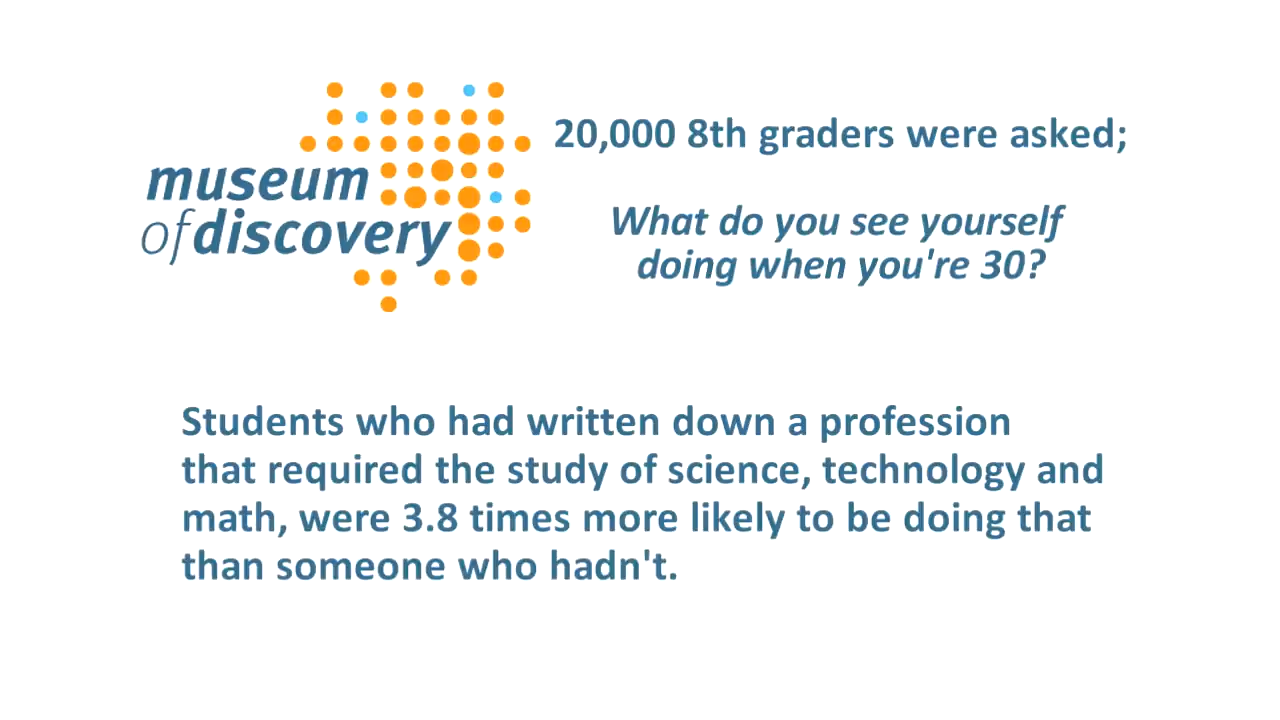 museum
of discovery
20,000 8th graders were asked;
What do you see yourself
doing when you're 30?
Students who had written down a profession
that required the study of science, technology and
math, were 3.8 times more likely to be doing that
than someone who hadn't.